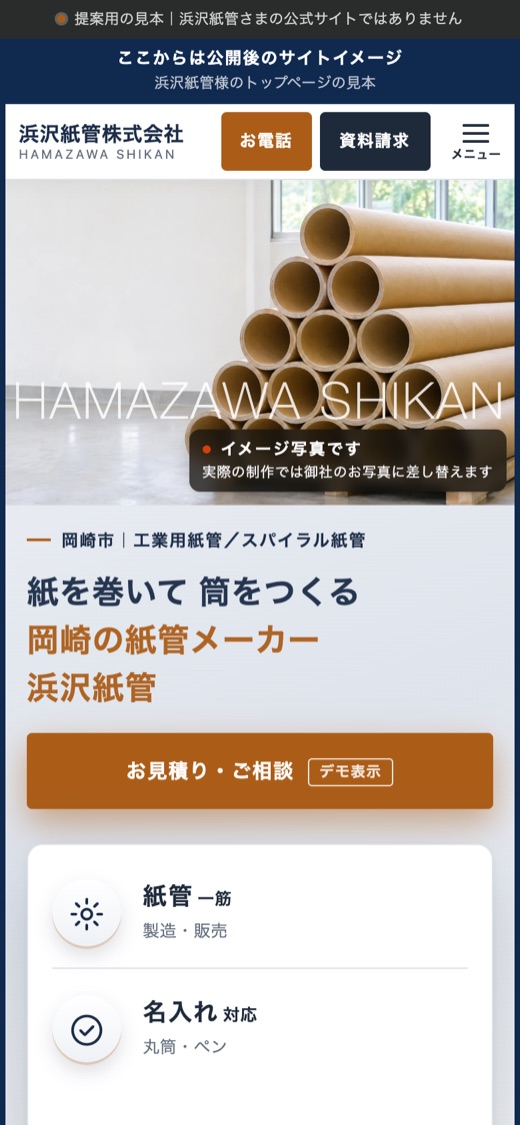 提案用の見本｜浜沢紙管さまの公式サイトではありません
ここからは公開後のサイトイメージ
浜沢紙管様のトップページの見本
浜沢紙管株式会社
HAMAZAWA SHIKAN
お電話
資料請求
メニュー
HAMAZAWA SHIKAN
イメージ写真です
実際の制作では御社のお写真に差し替えます
岡崎市｜工業用紙管／スパイラル紙管
紙を巻いて 筒をつくる
岡崎の紙管メーカー
浜沢紙管
お見積り・ご相談 デモ表示
紙管 一筋
製造・販売
名入れ 対応
丸筒・ペン